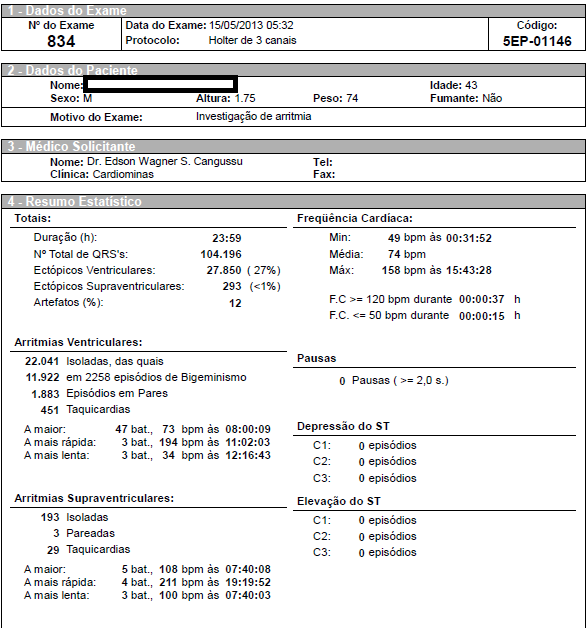 1 - Dados do Exame
Nº do Exame Data do Exame: 15/05/2013 05:32 Código:
834 Protocolo: Holter de 3 canais 5EP-01146
2 - Dados do Paciente
Nome: Idade: 43
Sexo: M Altura: 1.75 Peso: 74 Fumante: Não
Motivo do Exame: Investigação de arritmia
3 - Médico Solicitante
Nome: Dr. Edson Wagner S. Cangussu Tel:
Clínica: Cardiominas Fax:
4 - Resumo Estatístico
Totais:
Duração (h): 23:59
Nº Total de QRS's: 104.196
Ectópicos Ventriculares: 27.850 ( 27%)
Ectópicos Supraventriculares: 293 (<1%)
Artefatos (%): 12
Freqüência Cardíaca:
Min: 49 bpm às 00:31:52
Média: 74 bpm
Máx: 158 bpm às 15:43:28
F.C >= 120 bpm durante 00:00:37 h
F.C. <= 50 bpm durante 00:00:15 h
Arritmias Ventriculares:
22.041 Isoladas, das quais
11.922 em 2258 episódios de Bigeminismo
1.883 Episódios em Pares
451 Taquicardias
A maior: 47 bat., 73 bpm às 08:00:09
A mais rápida: 3 bat., 194 bpm às 11:02:03
A mais lenta: 3 bat., 34 bpm às 12:16:43
Pausas
0 Pausas ( >= 2,0 s.)
Depressão do ST
C1: 0 episódios
C2: 0 episódios
C3: 0 episódios
Arritmias Supraventriculares:
193 Isoladas
3 Pareadas
29 Taquicardias
A maior: 5 bat., 108 bpm às 07:40:08
A mais rápida: 4 bat., 211 bpm às 19:19:52
A mais lenta: 3 bat., 100 bpm às 07:40:03
Elevação do ST
C1: 0 episódios
C2: 0 episódios
C3: 0 episódios